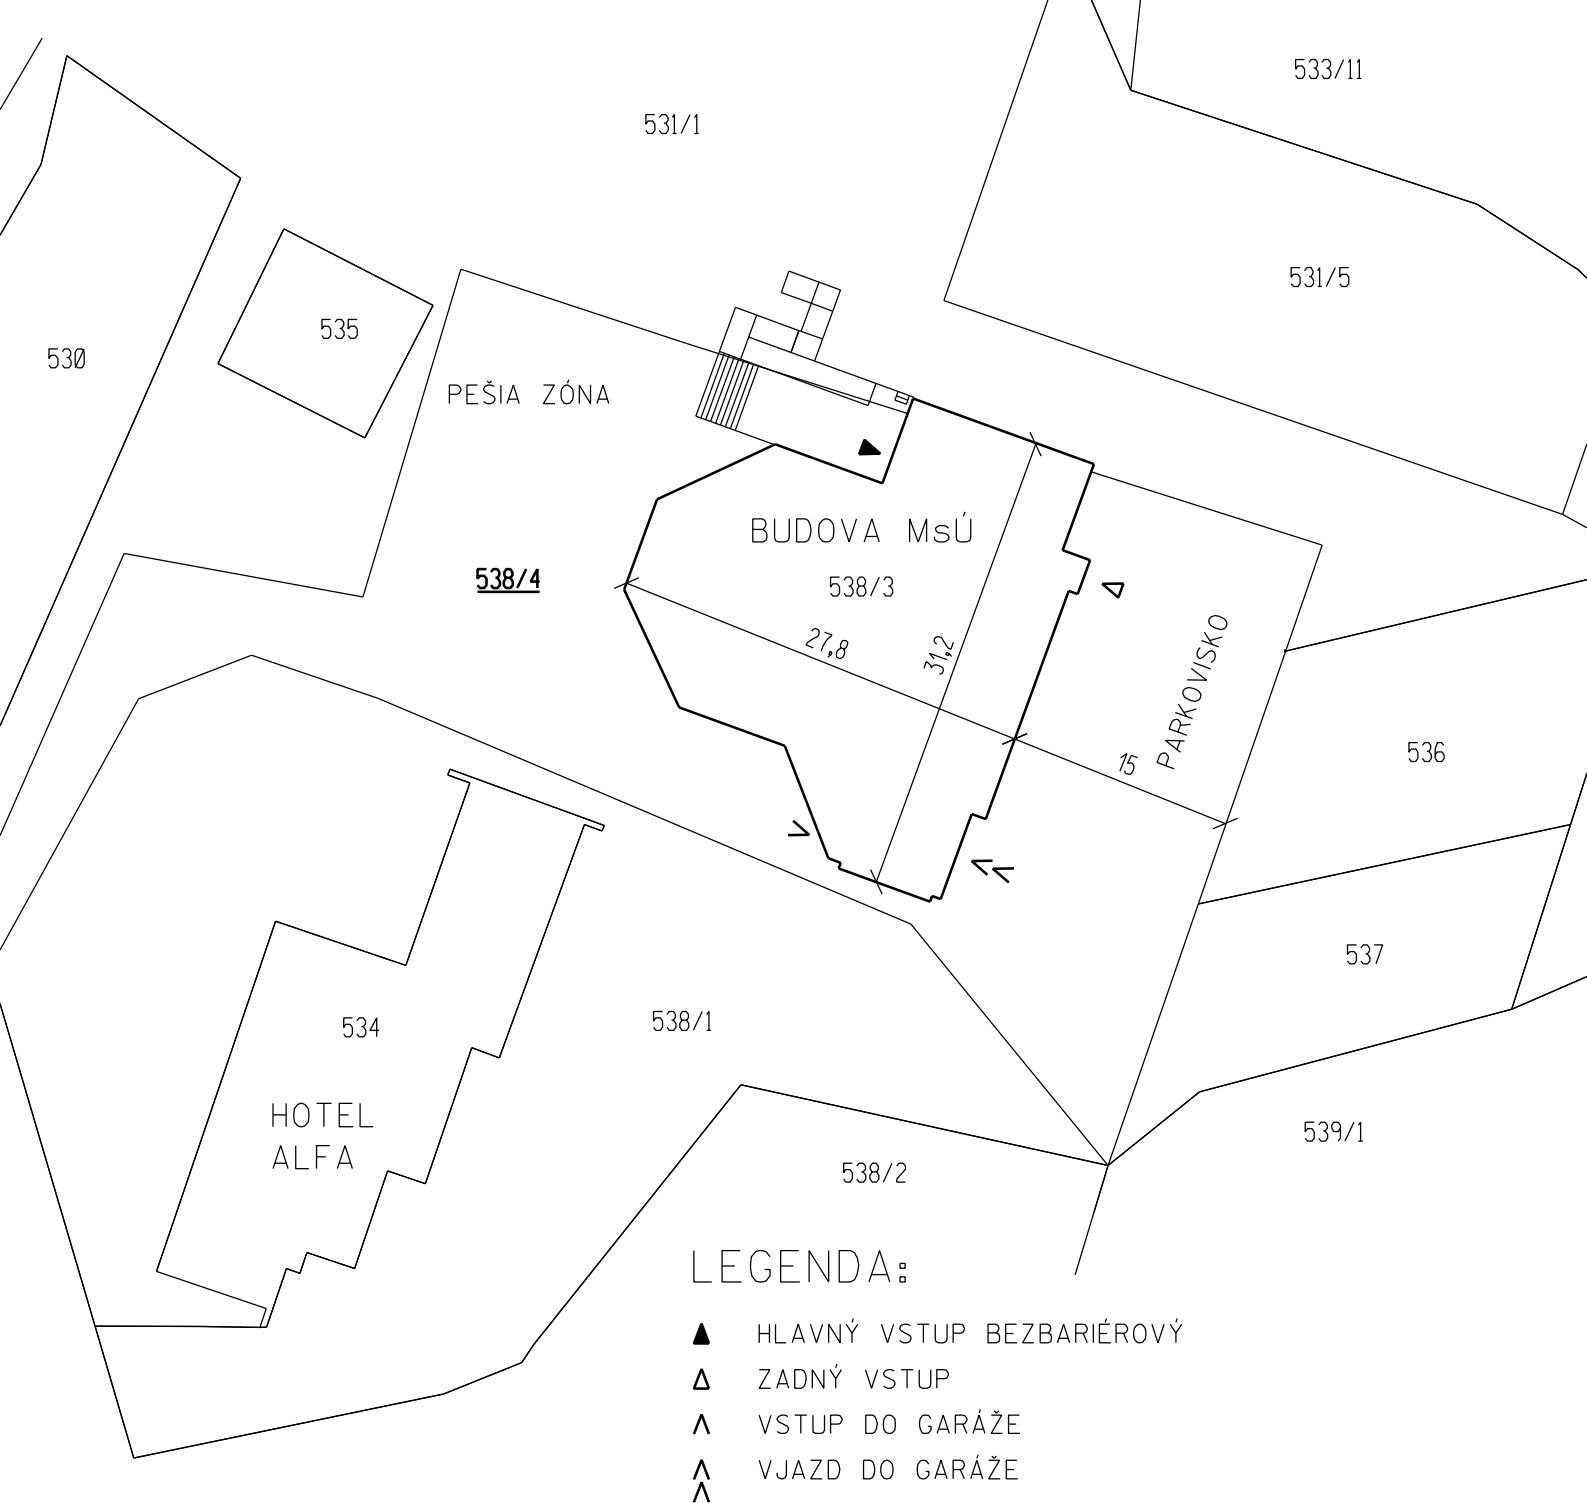 533/11
531/1
531/5
535
530
PEŠIA ZÓNA
BUDOVA MsÚ
538/4
538/3
27,8
31,2
PARKOVISKO
15
536
537
534
538/1
HOTEL
ALFA
539/1
538/2
LEGENDA:
HLAVNÝ VSTUP BEZBARIÉROVÝ
ZADNÝ VSTUP
VSTUP DO GARÁŽE
VJAZD DO GARÁŽE